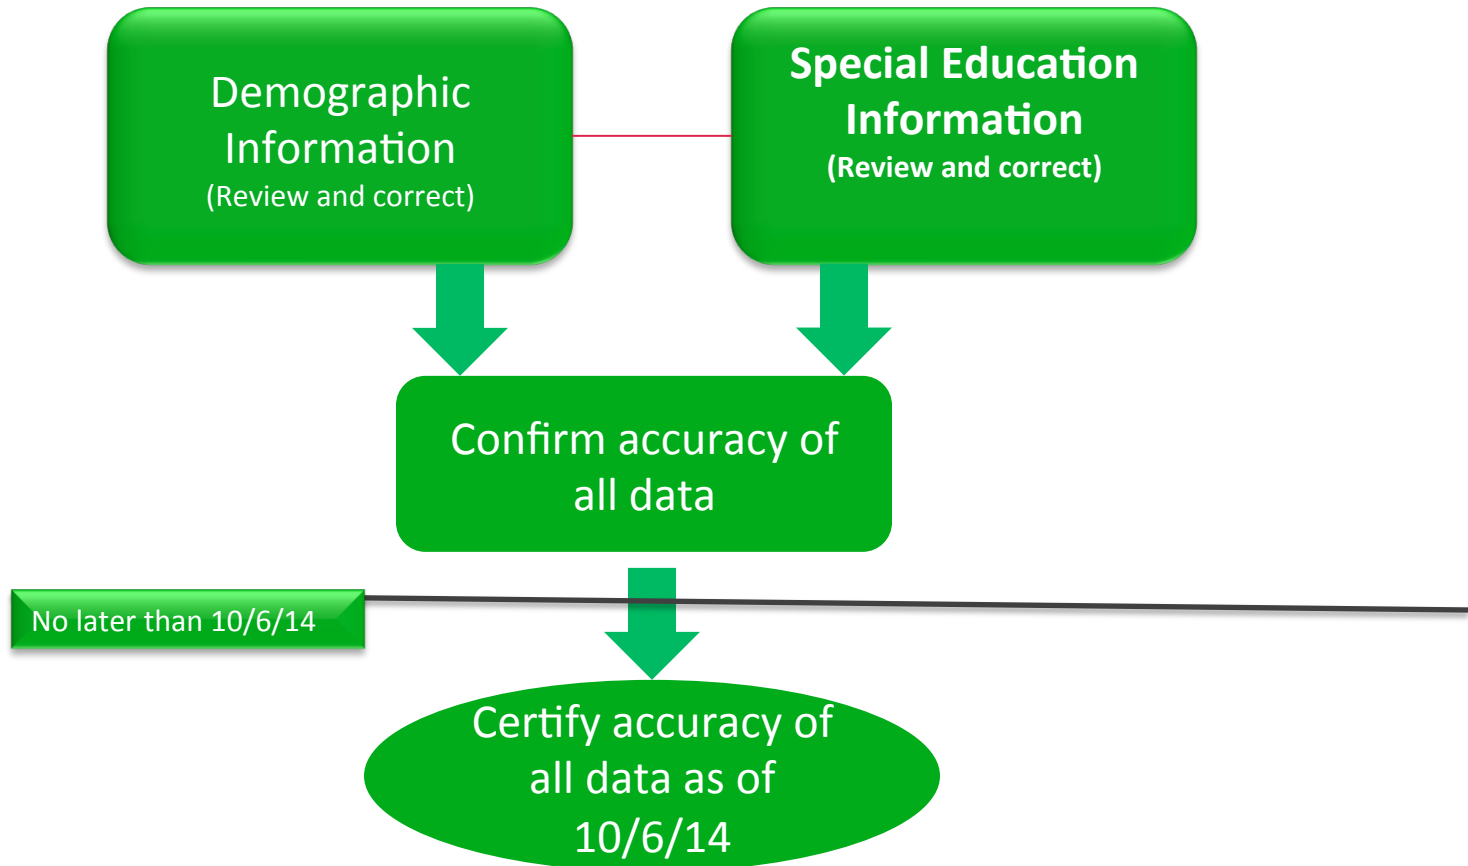 Demographic
Information
(Review and correct)
Special Education
Information
(Review and correct)
Confirm accuracy of
all data
No later than 10/6/14
Certify accuracy of
all data as of
10/6/14